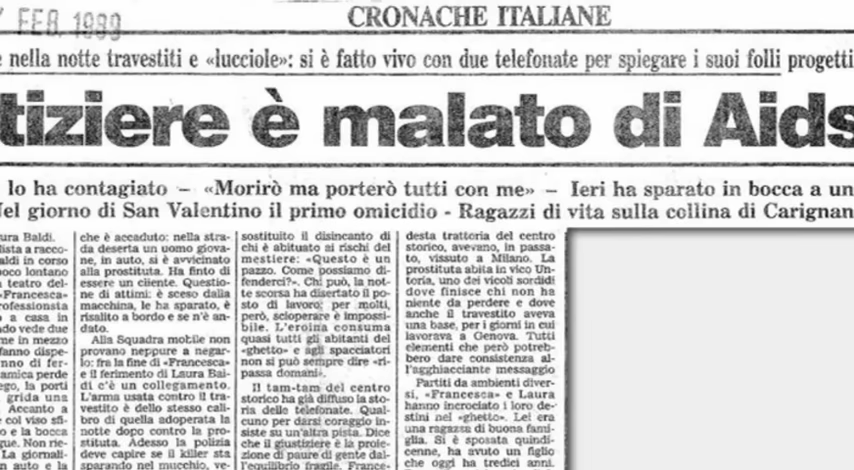 7 FEB. 1989
CRONACHE ITALIANE
e nella notte travestiti e «lucciole»: si è fatto vivo con due telefonate per spiegare i suoi folli progetti
tiziere è malato di Aids
lo ha contagiato – «Morirò ma porterò tutti con me» – Ieri ha sparato in bocca a un
Nel giorno di San Valentino il primo omicidio - Ragazzi di vita sulla collina di Carignan
ura Baldi.
lista a racco-
aldi in corso
poco lontano
a teatro del-
«Francesca»
rofessionista
a casa in
do vede due
me in mezzo
fanno dispe-
nno di fer-
amica perde
ego, la porti
grida una
Accanto a
e col viso sfi-
o e la bocca
gue. Non rie-
La giornali-
n auto e la
che è accaduto: nella stra-
da deserta un uomo giova-
ne, in auto, si è avvicinato
alla prostituta. Ha finto di
essere un cliente. Questio-
ne di attimi: è sceso dalla
macchina, le ha sparato, è
risalito a bordo e se n'è an-
dato.
Alla Squadra mobile non
provano neppure a negar-
lo: fra la fine di «Francesca»
e il ferimento di Laura Bai-
di c'è un collegamento.
L'arma usata contro il tra-
vestito è dello stesso cali-
bro di quella adoperata la
notte dopo contro la pro-
stituta. Adesso la polizia
deve capire se il killer sta
sparando nel mucchio, ve-
sostituito il disincanto di
chi è abituato ai rischi del
mestiere: «Questo è un
pazzo. Come possiamo di-
fenderci?». Chi può, la not-
te scorsa ha disertato il po-
sto di lavoro; per molti,
però, scioperare è impossi-
bile. L'eroina consuma
quasi tutti gli abitanti del
«ghetto» e agli spacciatori
non si può sempre dire «ri-
passa domani».
Il tam-tam del centro
storico ha già diffuso la sto-
ria delle telefonate. Qual-
cuno per darsi coraggio in-
siste su un'altra pista. Dice
che il giustiziere è la proie-
zione di paure di gente dal-
l'equilibrio fragile. France-
desta trattoria del centro
storico, avevano, in passa-
to, vissuto a Milano. La
prostituta abita in vico Un-
toria, uno dei vicoli sordidi
dove finisce chi non ha
niente da perdere e dove
anche il travestito aveva
una base, per i giorni in cui
lavorava a Genova. Tutti
elementi che però potreb-
bero dare consistenza al-
l'agghiacciante messaggio
Partiti da ambienti diver-
si, «Francesca» e Laura
hanno incrociato i loro de-
stini nel «ghetto». Lei era
una ragazza di buona fami-
glia. Si è sposata quindi-
cenne, ha avuto un figlio
che oggi ha tredici anni.